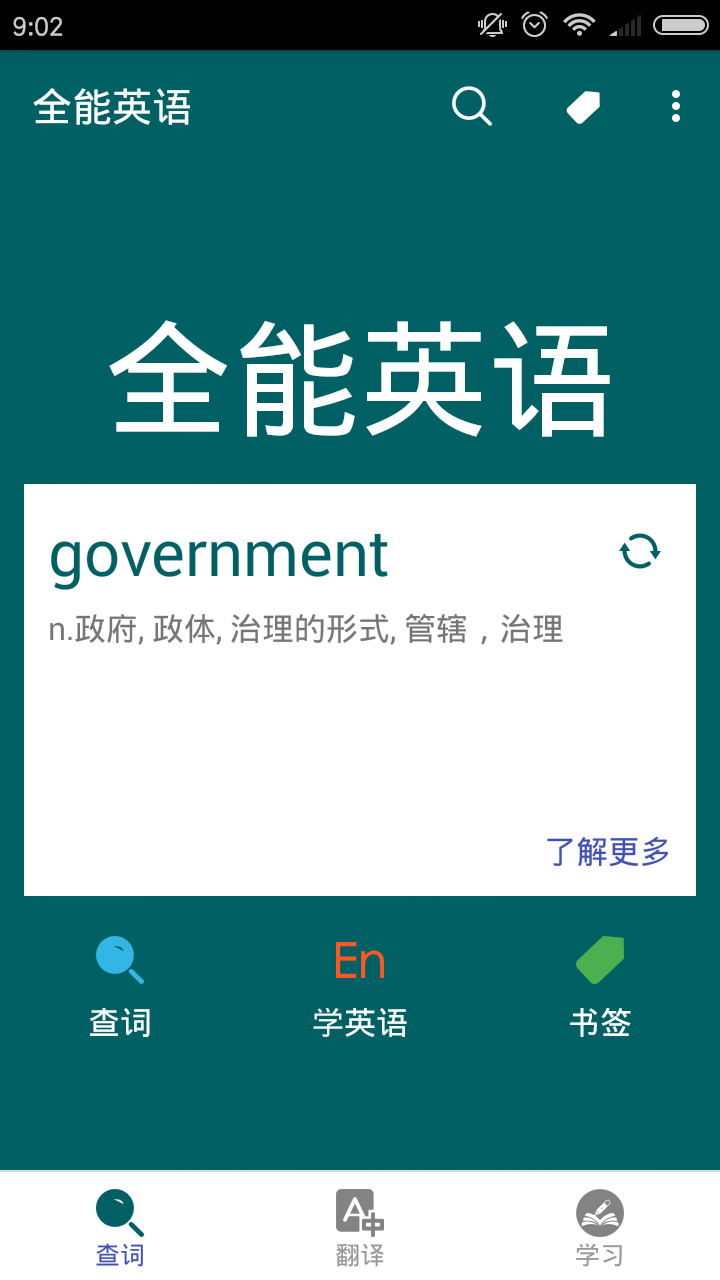 9:02
全能英语
全能英语
government
n.政府, 政体, 治理的形式, 管辖，治理
了解更多
En
查词 学英语 书签
A中
查词 翻译 学习